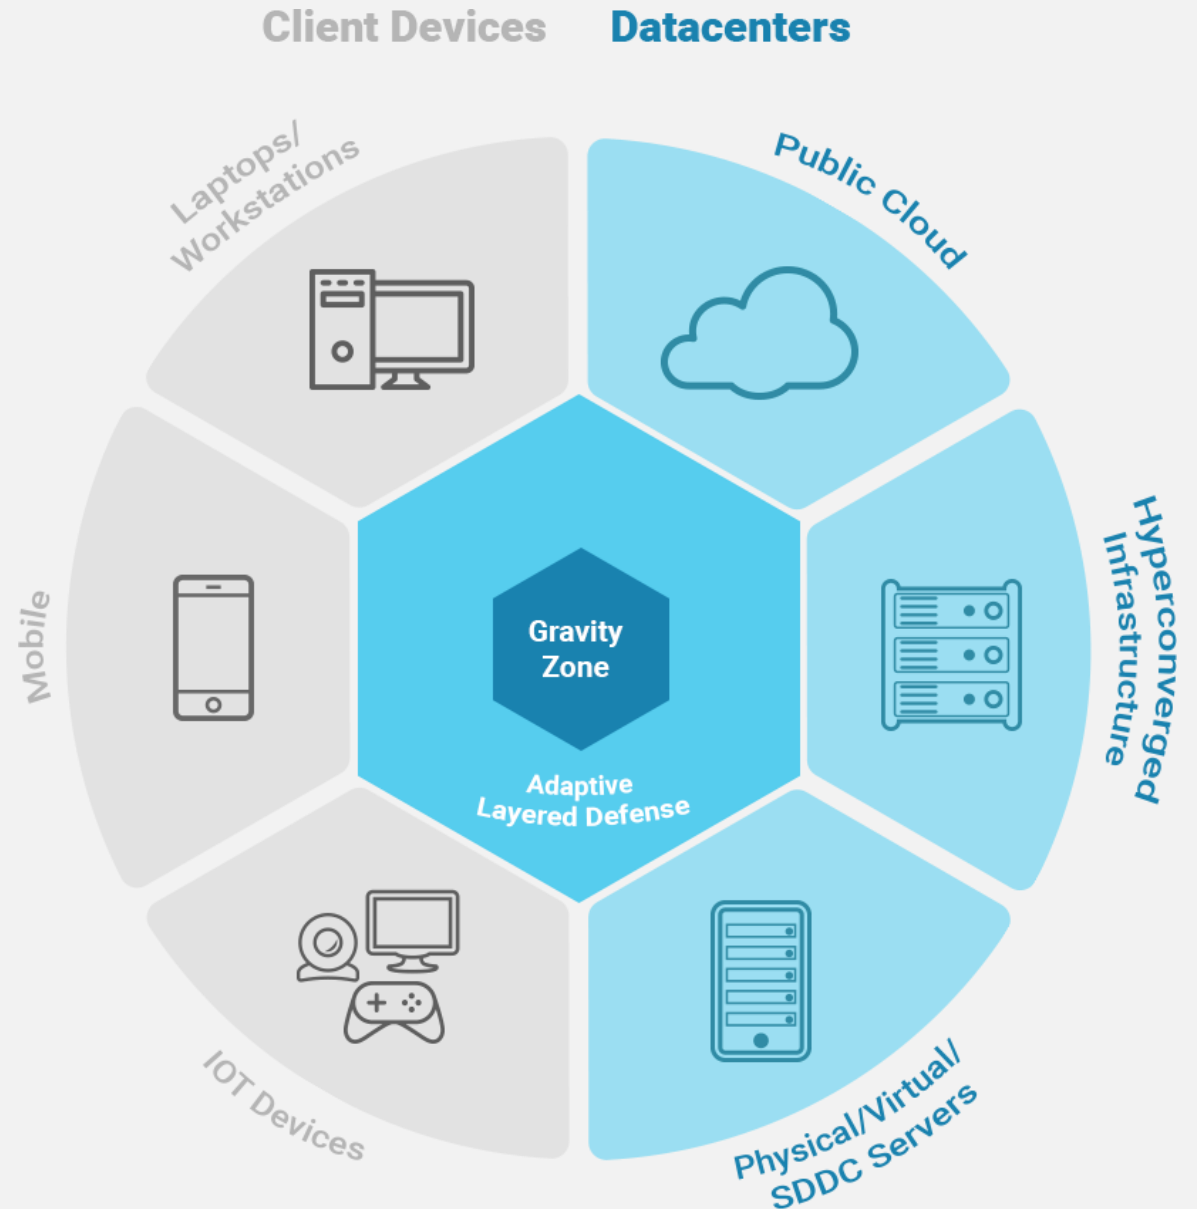 Client Devices
Datacenters
Laptops/
Workstations
Public Cloud
Mobile
Gravity
Zone
Adaptive
Layered Defense
Hyperconverged
Infrastructure
IOT Devices
Physical/Virtual/
SDDC Servers